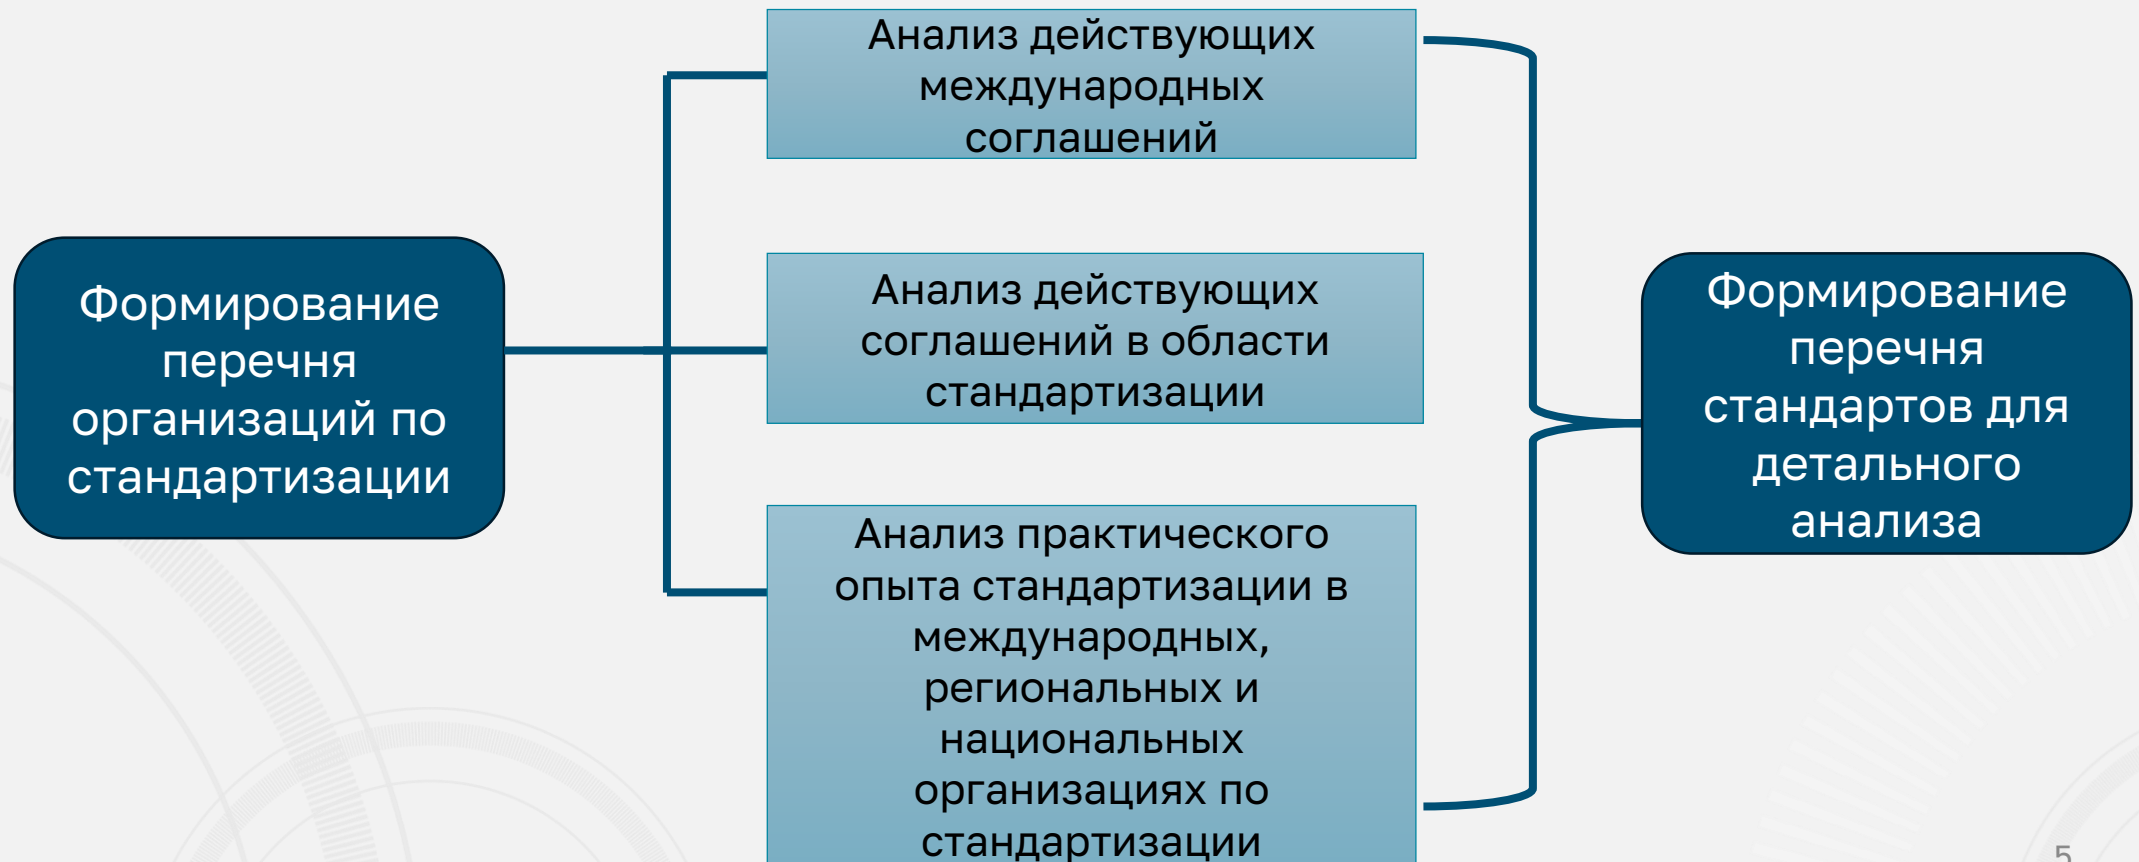 Формирование
перечня
организаций по
стандартизации
Анализ действующих
международных
соглашений
Анализ действующих
соглашений в области
стандартизации
Анализ практического
опыта стандартизации в
международных,
региональных и
национальных
организациях по
стандартизации
Формирование
перечня
стандартов для
детального
анализа
5